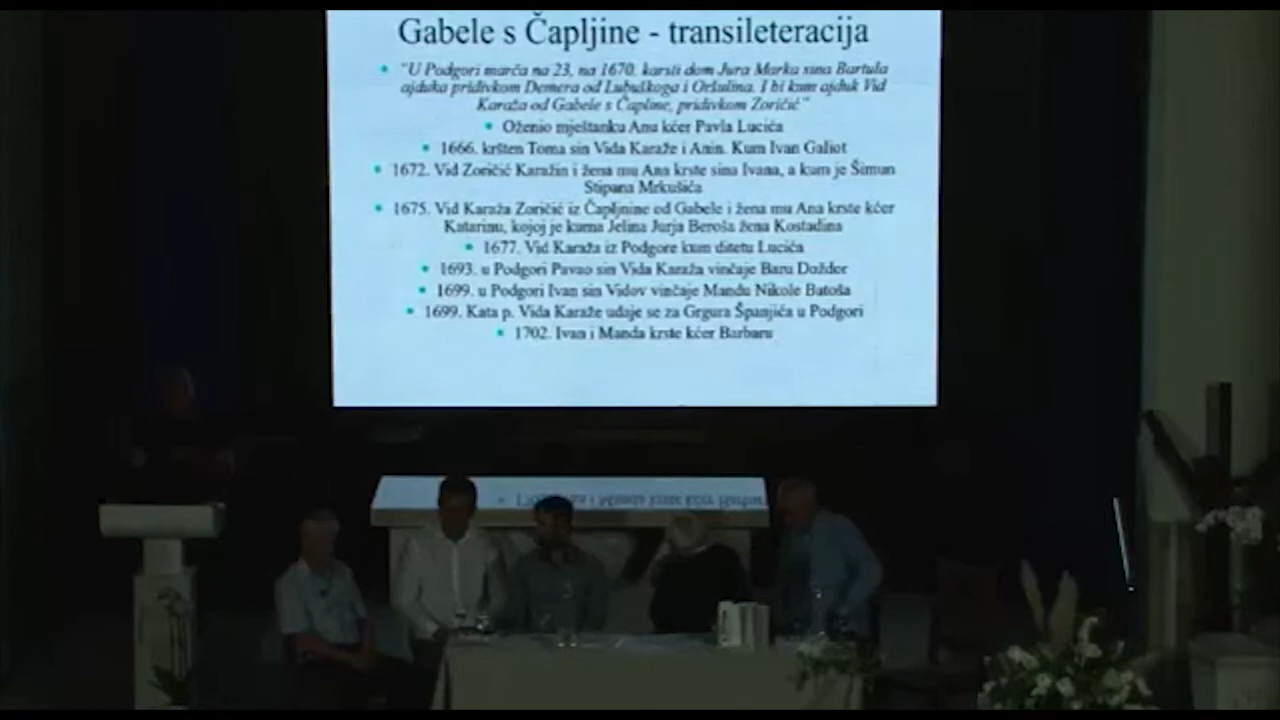 Gabele s Čapljine - transileteracija
"U Podgori marča na 23, na 1670. karsti dom Jura Marka sina Bartula
ajduka pridivkom Demera od Lubuškoga i Oršulina. I bi kum ajduk Vid
Karaža od Gabele s Čapline, pridivkom Zoričić"
Oženio mještanku Anu kćer Pavla Lucića
1666. kršten Toma sin Vida Karaže i Anin. Kum Ivan Galiot
1672. Vid Zoričić Karažin i žena mu Ana krste sina Ivana, a kum je Šimun
Stipana Mrkušića
1675. Vid Karaža Zoričić iz Čapljnine od Gabele i žena mu Ana krste kćer
Katarinu, kojoj je kuma Jelina Jurja Beroša žena Kostadina
1677. Vid Karaža iz Podgore kum ditetu Lucića
1693. u Podgori Pavao sin Vida Karaža vinčaje Baru Dožder
1699. u Podgori Ivan sin Vidov vinčaje Mandu Nikole Batoša
1699. Kata p. Vida Karaže udaje se za Grgura Španjića u Podgori
1702. Ivan i Manda krste kćer Barbaru